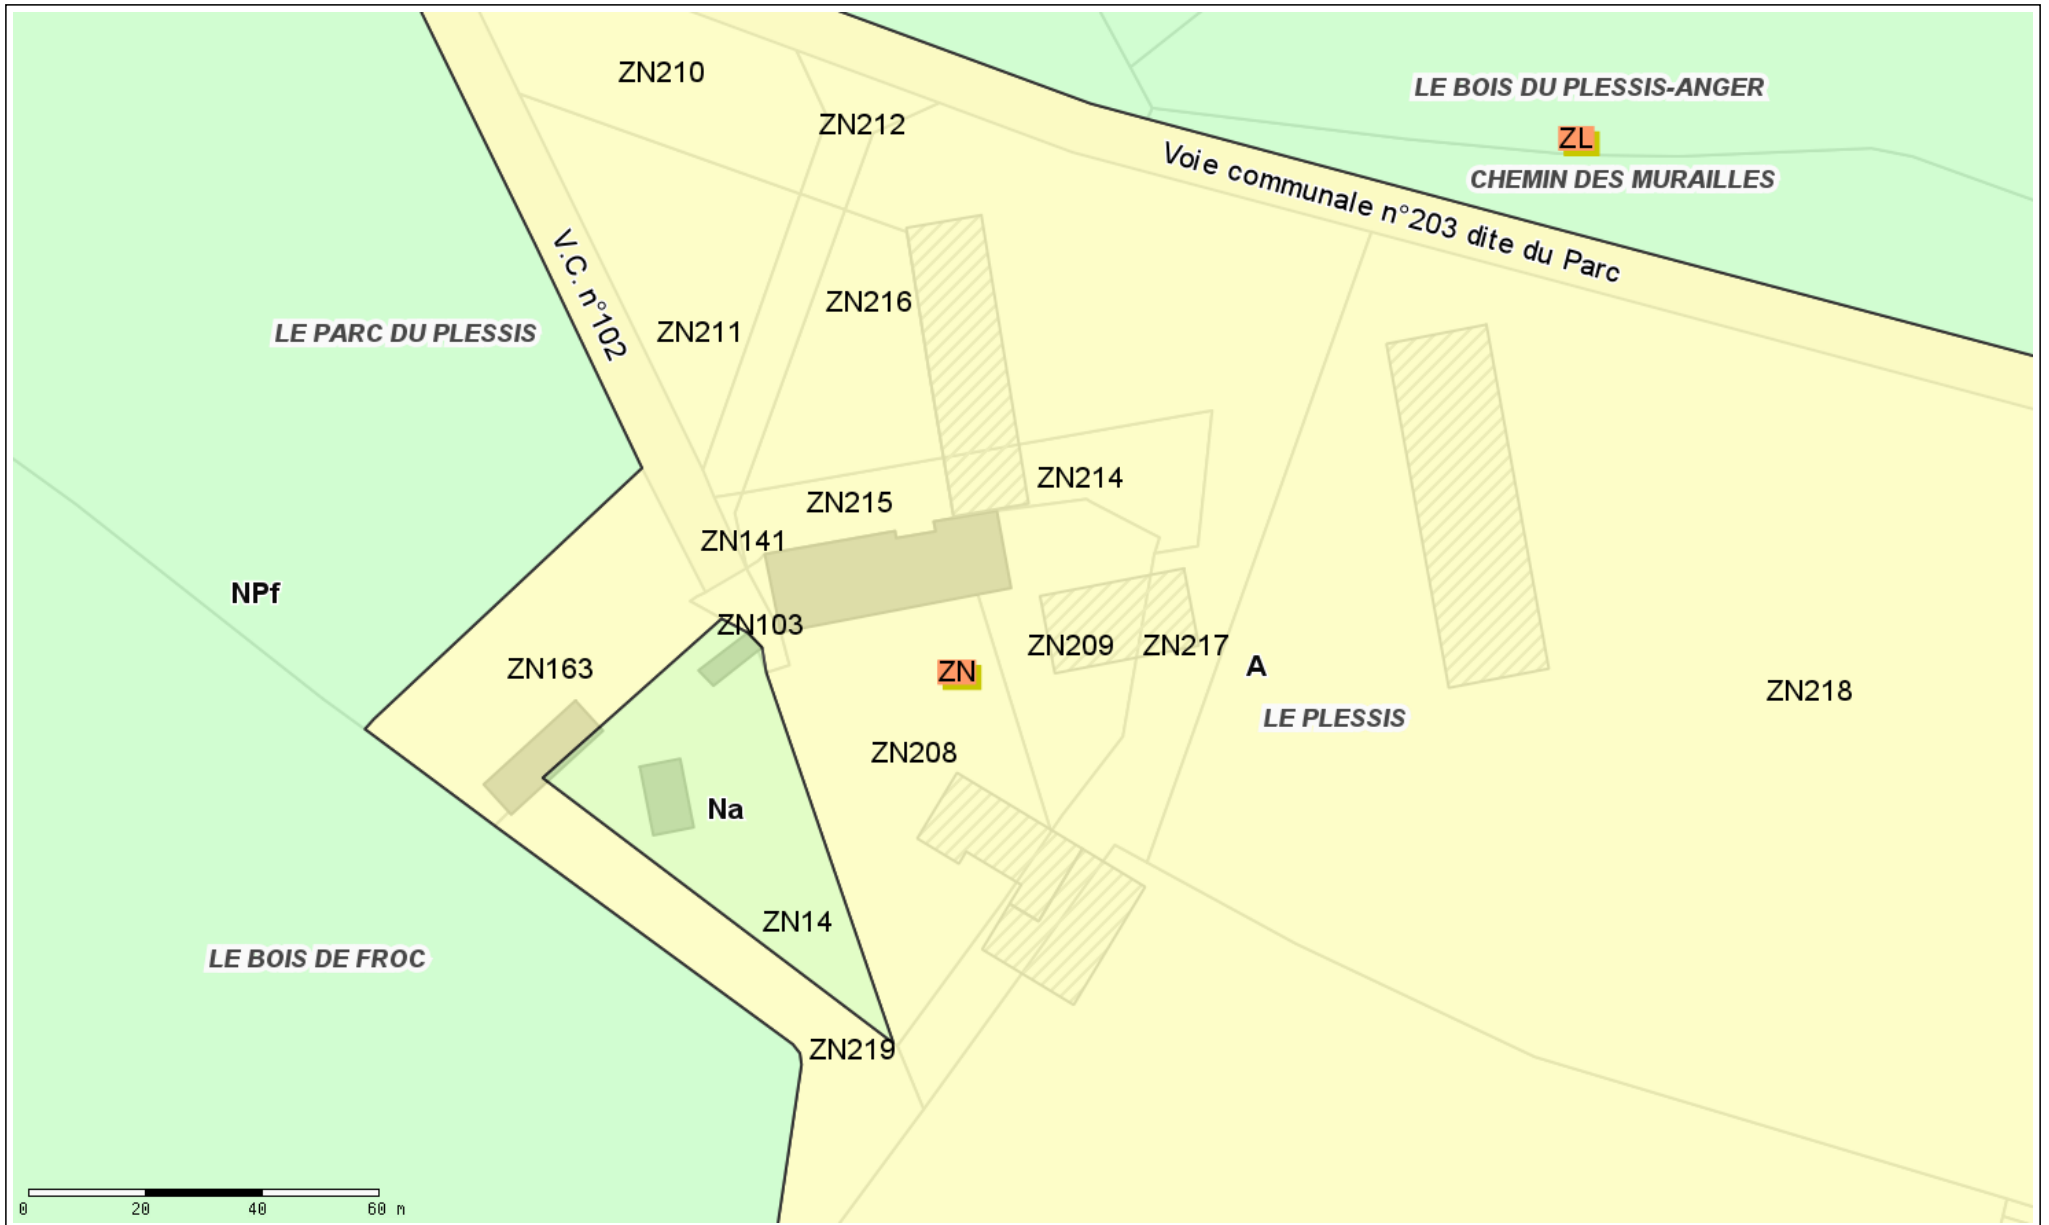 ZN210
LE BOIS DU PLESSIS-ANGER
ZN212
ZL
Voie communale n°203 dite du Parc
CHEMIN DES MURAILLES
V.C. n°102
ZN216
LE PARC DU PLESSIS
ZN211
ZN214
ZN215
ZN141
NPf
ZN103
ZN209
ZN217
ZN163
ZN
A
ZN218
LE PLESSIS
ZN208
Na
ZN14
LE BOIS DE FROC
ZN219
0 20 40 60 m